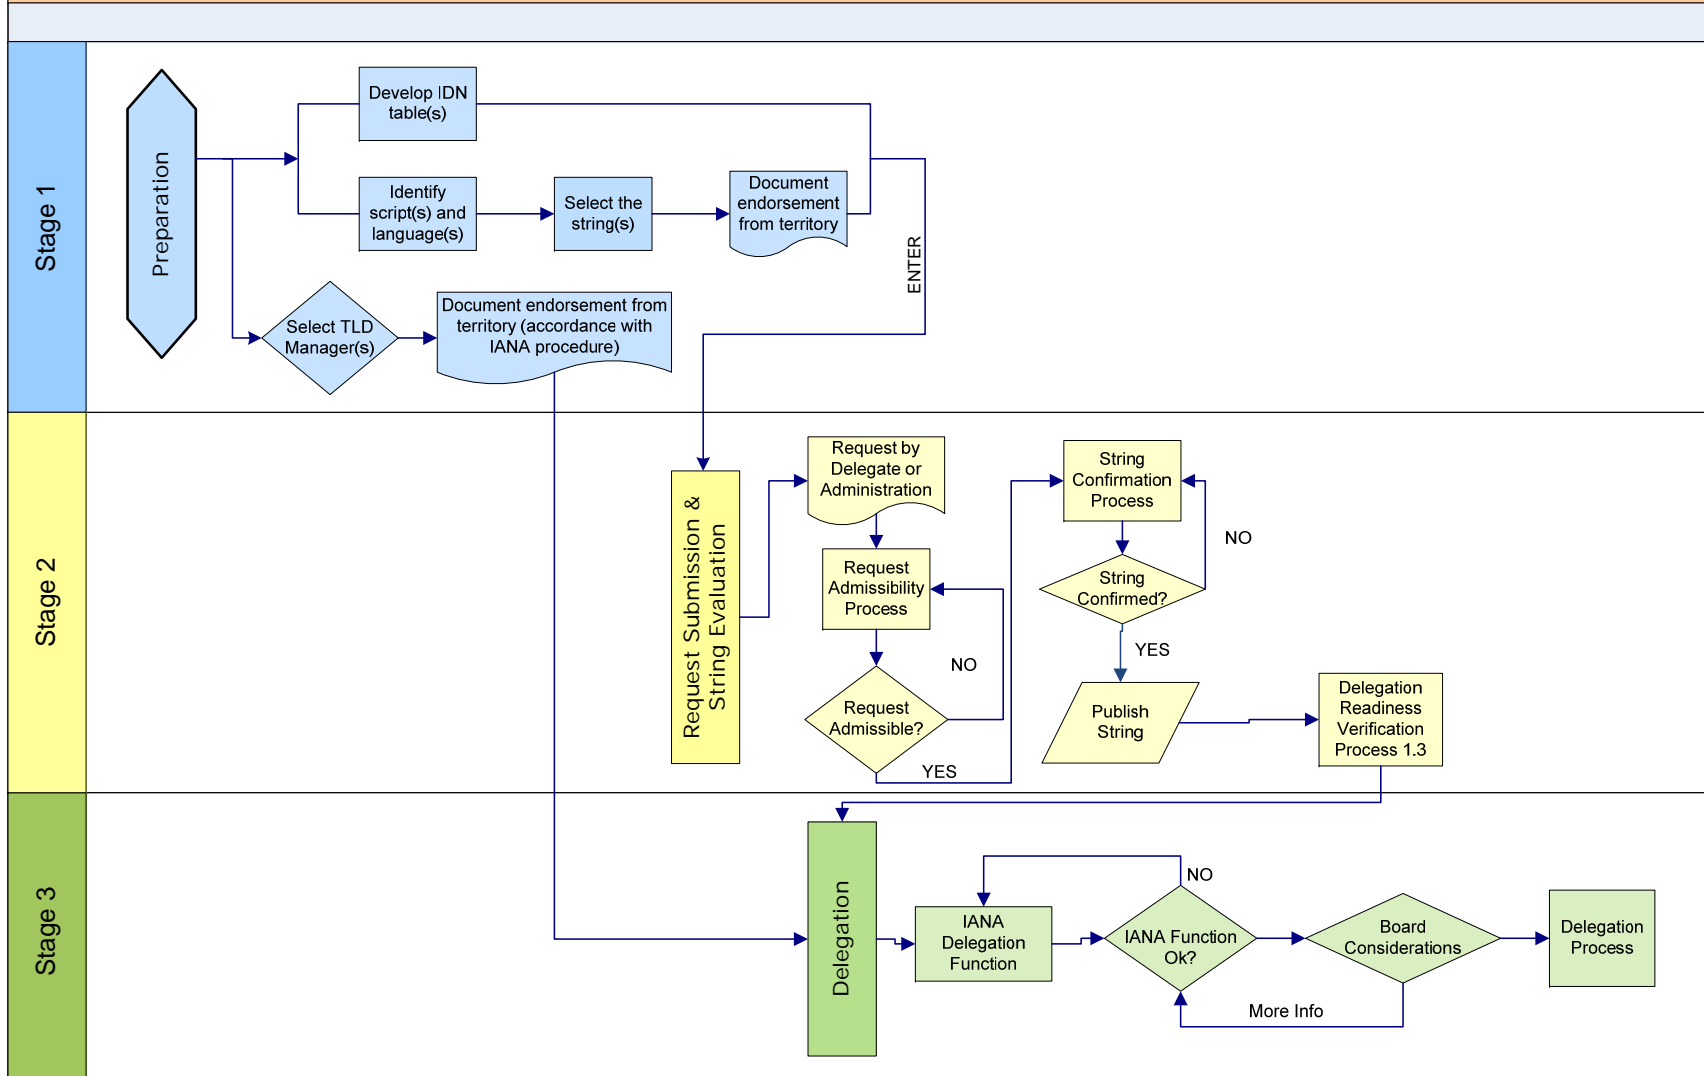 Stage 1
Preparation
Develop IDN
table(s)
Identify
script(s) and
language(s)
Select the
string(s)
Document
endorsement
from territory
ENTER
Select TLD
Manager(s)
Document endorsement from
territory (accordance with
IANA procedure)
Stage 2
Request Submission &
String Evaluation
Request by
Delegate or
Administration
Request
Admissibility
Process
NO
Request
Admissible?
YES
String
Confirmation
Process
NO
String
Confirmed?
YES
Publish
String
Delegation
Readiness
Verification
Process 1.3
Stage 3
Delegation
IANA
Delegation
Function
NO
IANA Function
Ok?
Board
Considerations
More Info
Delegation
Process